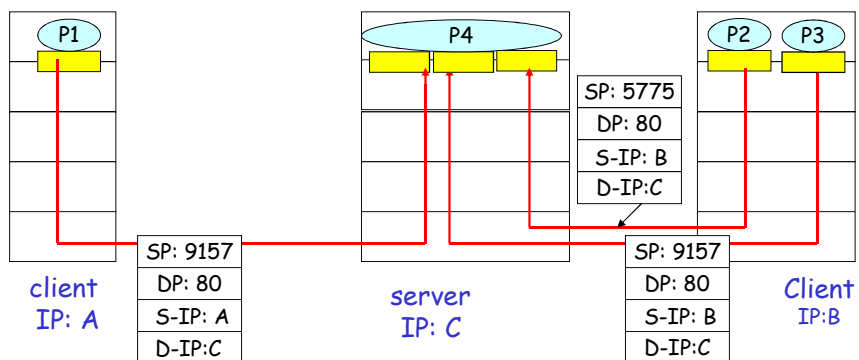 P1
P4
P2
P3
SP: 5775
DP: 80
S-IP: B
D-IP:C
SP: 9157
DP: 80
S-IP: A
D-IP:C
SP: 9157
DP: 80
S-IP: B
D-IP:C
client
IP: A
server
IP: C
Client
IP:B